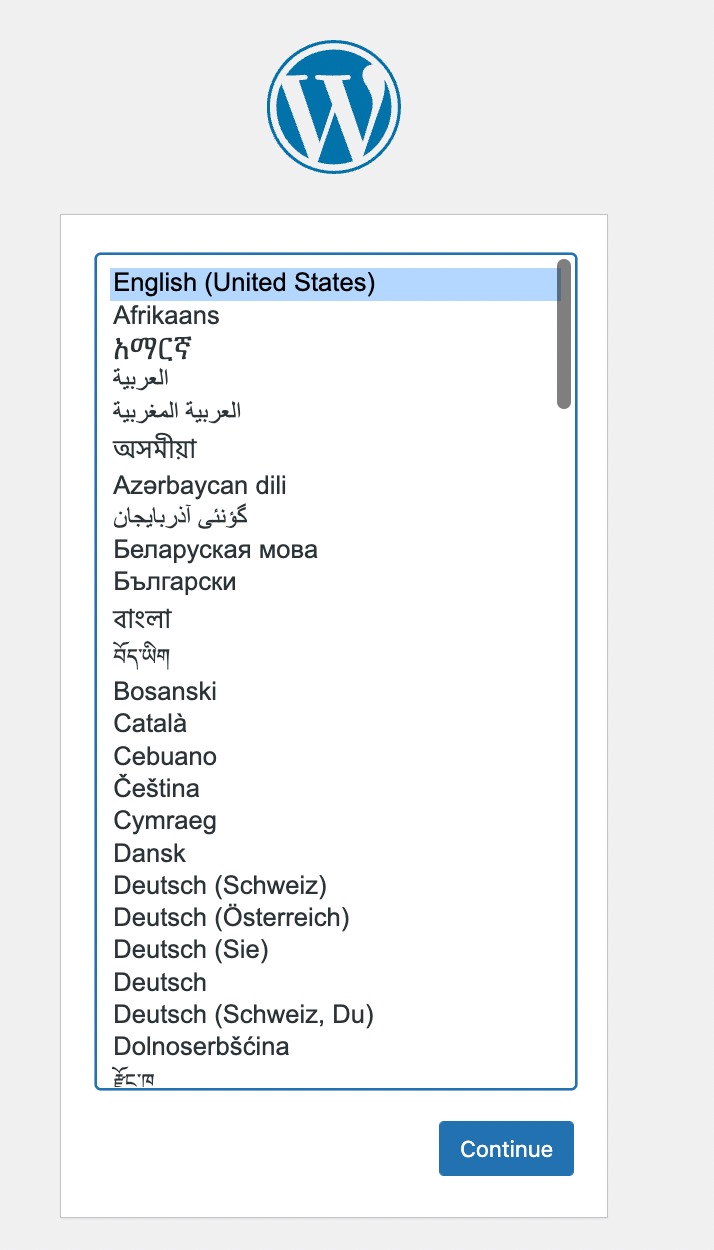 English (United States)
Afrikaans
አማርኛ
العربية
العربية المغربية
অসমীয়া
Azərbaycan dili
گؤنئی آذربایجان
Беларуская мова
Български
বাংলা
བོད་ཡིག
Bosanski
Català
Cebuano
Čeština
Cymraeg
Dansk
Deutsch (Schweiz)
Deutsch (Österreich)
Deutsch (Sie)
Deutsch
Deutsch (Schweiz, Du)
Dolnoserbšćina
རྫོང་ཁ
Continue